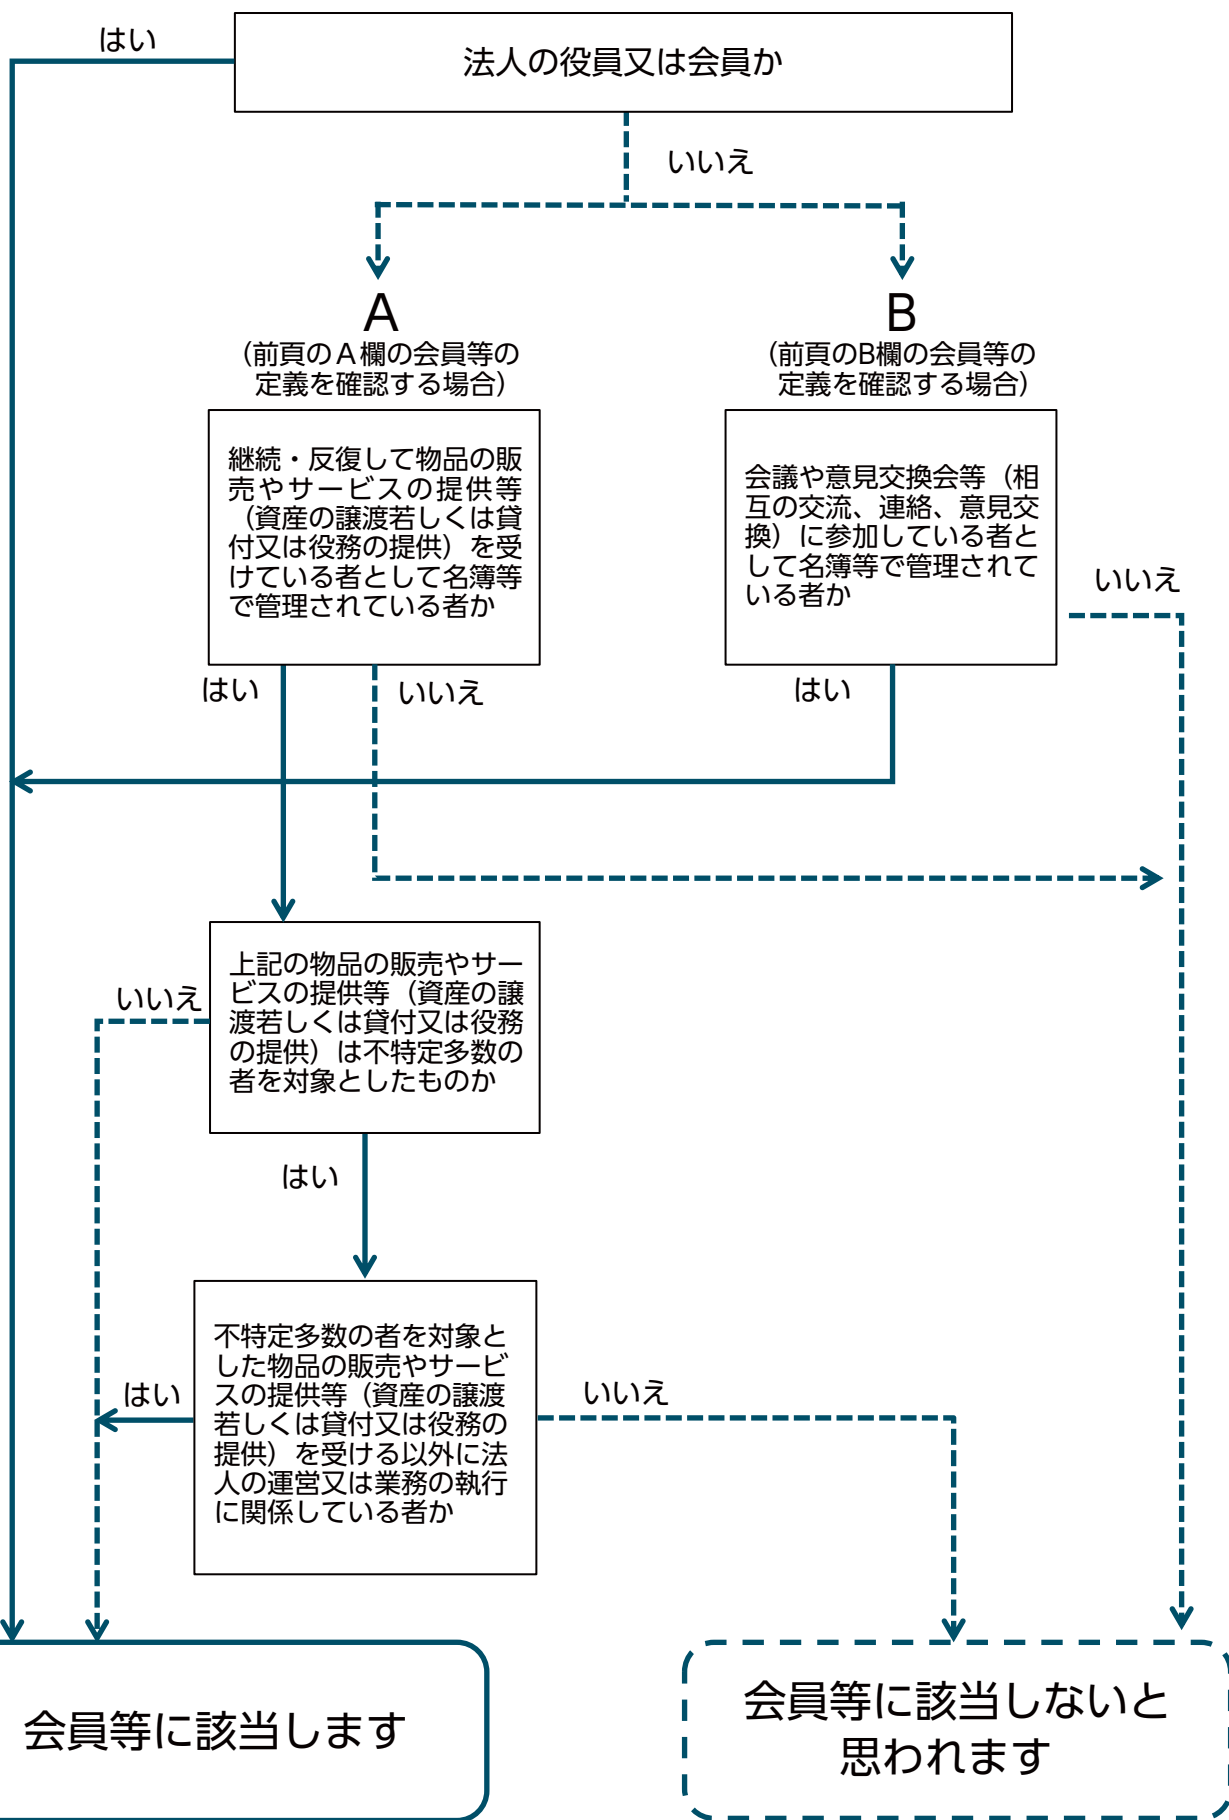 はい
法人の役員又は会員か
いいえ
A
（前頁のＡ欄の会員等の
定義を確認する場合）
B
（前頁のB欄の会員等の
定義を確認する場合）
継続・反復して物品の販
売やサービスの提供等
（資産の譲渡若しくは貸
付又は役務の提供）を受
けている者として名簿等
で管理されている者か
会議や意見交換会等（相
互の交流、連絡、意見交
換）に参加している者と
して名簿等で管理されて
いる者か
いいえ
はい
いいえ
はい
上記の物品の販売やサー
ビスの提供等（資産の譲
渡若しくは貸付又は役務
の提供）は不特定多数の
者を対象としたものか
いいえ
はい
不特定多数の者を対象と
した物品の販売やサービ
スの提供等（資産の譲渡
若しくは貸付又は役務の
提供）を受ける以外に法
人の運営又は業務の執行
に関係している者か
はい
いいえ
会員等に該当します
会員等に該当しないと
思われます